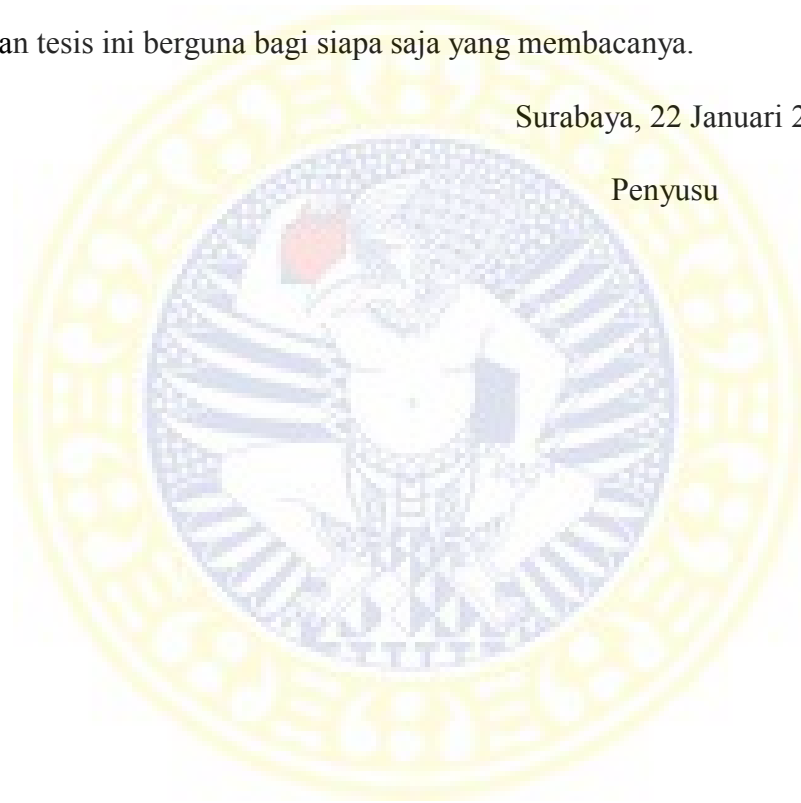 an tesis ini berguna bagi siapa saja yang membacanya.
Surabaya, 22 Januari 2
Penyusu